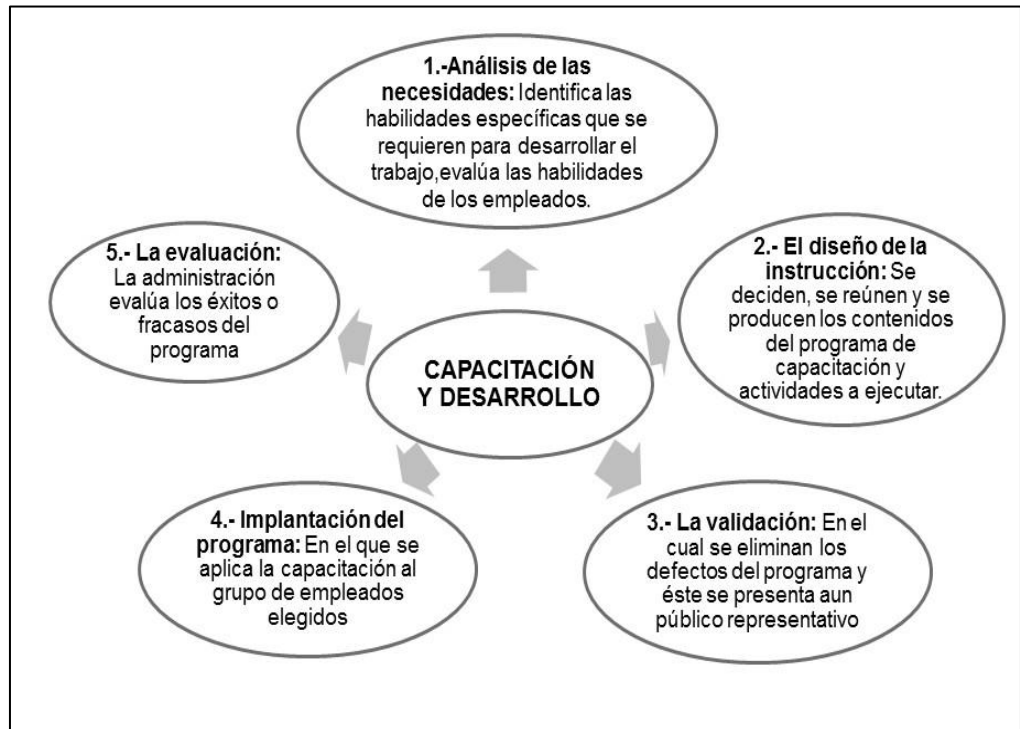 1.-Análisis de las
necesidades: Identifica las
habilidades específicas que se
requieren para desarrollar el
trabajo,evalúa las habilidades
de los empleados.
5.- La evaluación:
La administración
evalúa los éxitos o
fracasos del
programa
2.- El diseño de la
instrucción: Se
deciden, se reúnen y se
producen los contenidos
del programa de
capacitación y
actividades a ejecutar.
CAPACITACIÓN
Y DESARROLLO
4.- Implantación del
programa: En el que se
aplica la capacitación al
grupo de empleados
elegidos
3.- La validación: En el
cual se eliminan los
defectos del programa y
éste se presenta aun
público representativo